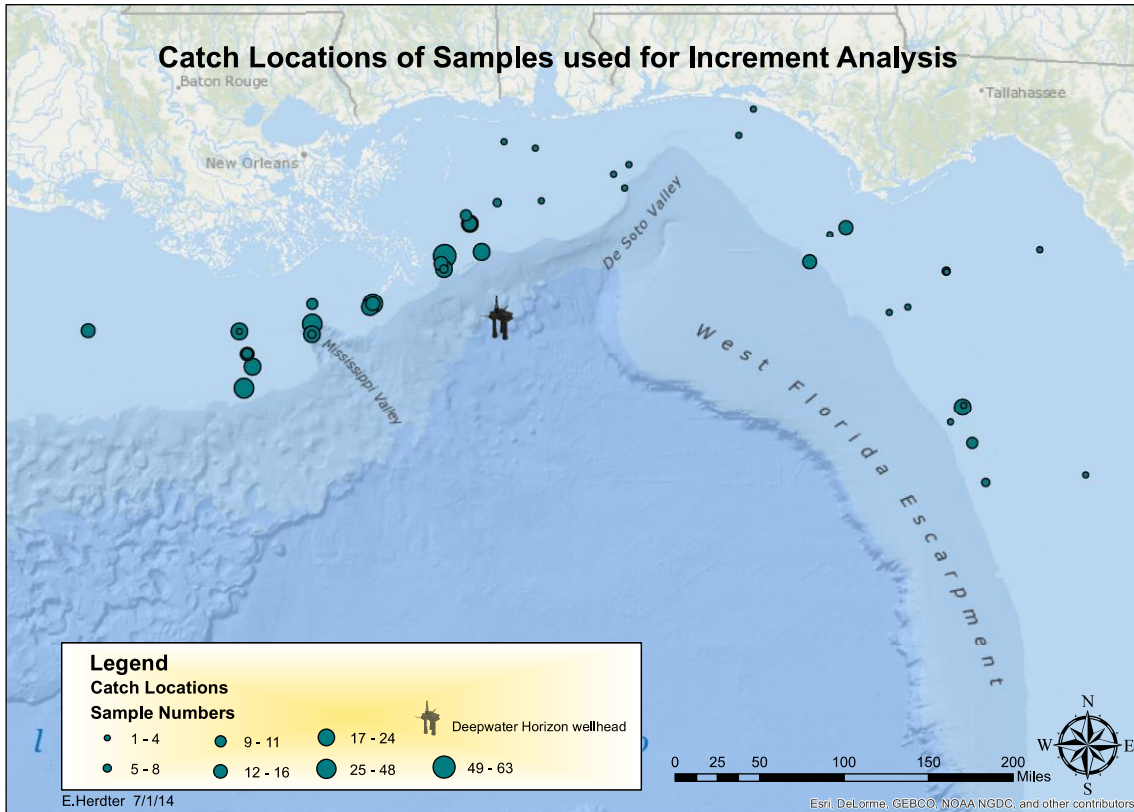 Catch Locations of Samples used for Increment Analysis
Baton Rouge
Tallahassee
New Orleans
De Soto Valley
Mississippi Valley
West Florida Escarpment
Legend
Catch Locations
Sample Numbers
1 - 4
5 - 8
9 - 11
12 - 16
17 - 24
25 - 48
49 - 63
Deepwater Horizon wellhead
N
W E
S
0 25 50 100 150 200
Miles
E.Herdter 7/1/14
Esri, DeLorme, GEBCO, NOAA NGDC, and other contributors